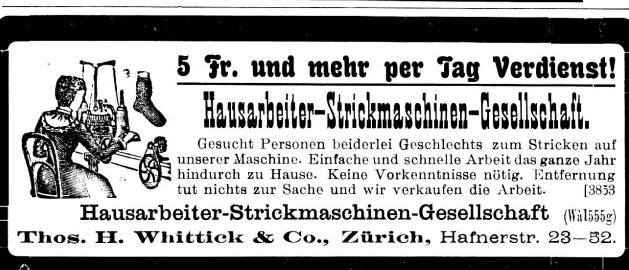 5 Fr. und mehr per Tag Verdienst!
Hausarbeiter-Strickmaschinen-Gesellschaft.
Gesucht Personen beiderlei Geschlechts zum Stricken auf
unserer Maschine. Einfache und schnelle Arbeit das ganze Jahr
hindurch zu Hause. Keine Vorkenntnisse nötig. Entfernung
tut nichts zur Sache und wir verkaufen die Arbeit. [3853
Hausarbeiter-Strickmaschinen-Gesellschaft (Wäl555g)
Thos. H. Whittick & Co., Zürich, Hafnerstr. 23—52.